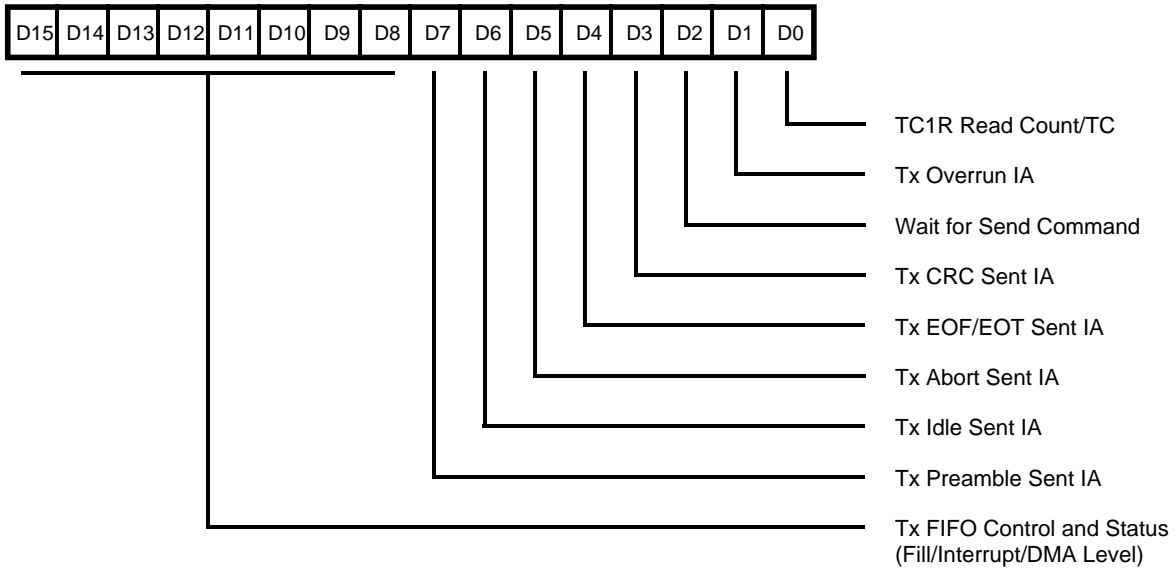 D15 D14 D13 D12 D11 D10 D9 D8 D7 D6 D5 D4 D3 D2 D1 D0
TC1R Read Count/TC
Tx Overrun IA
Wait for Send Command
Tx CRC Sent IA
Tx EOF/EOT Sent IA
Tx Abort Sent IA
Tx Idle Sent IA
Tx Preamble Sent IA
Tx FIFO Control and Status
(Fill/Interrupt/DMA Level)